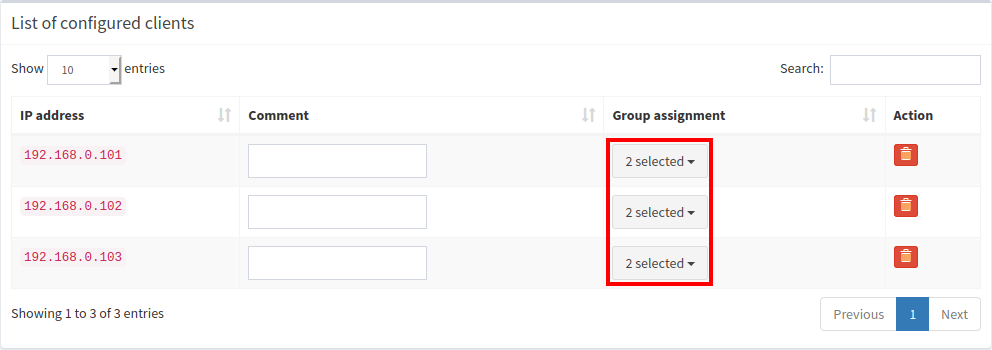 List of configured clients
Show 10 entries Search:
IP address Comment Group assignment Action
192.168.0.101 2 selected
192.168.0.102 2 selected
192.168.0.103 2 selected
Showing 1 to 3 of 3 entries Previous 1 Next